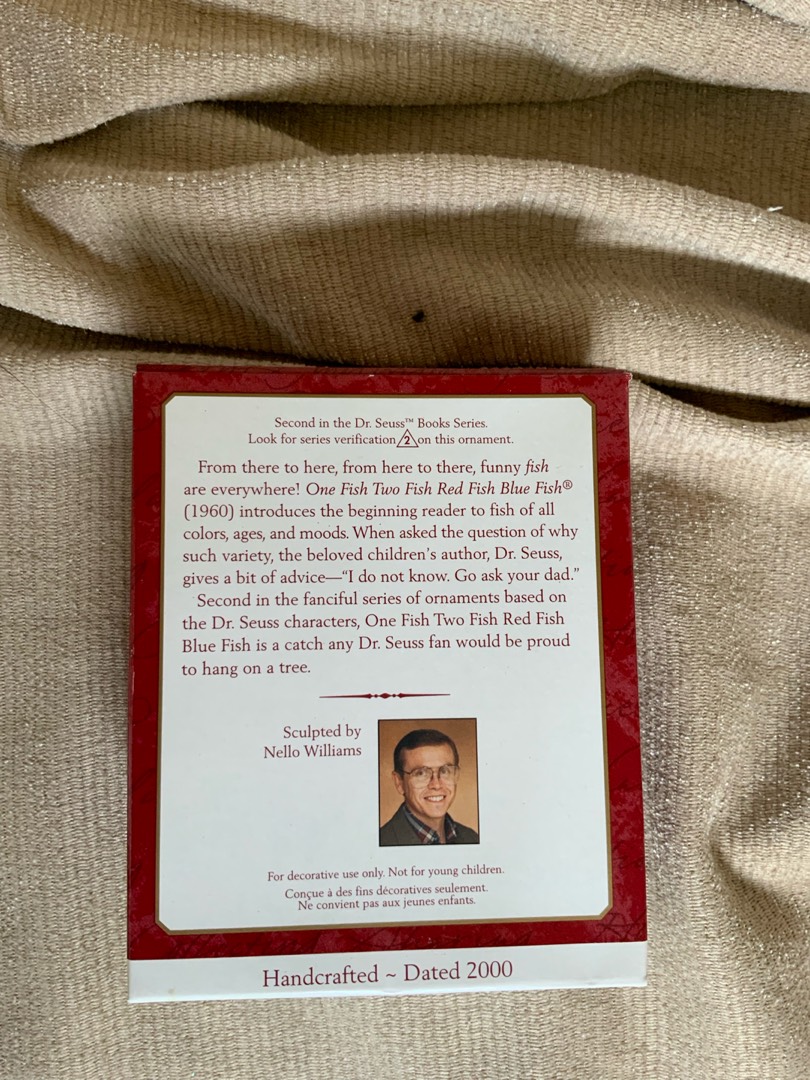 Second in the Dr. Seuss™ Books Series.
Look for series verification 2 on this ornament.
From there to here, from here to there, funny fish
are everywhere! One Fish Two Fish Red Fish Blue Fish®
(1960) introduces the beginning reader to fish of all
colors, ages, and moods. When asked the question of why
such variety, the beloved children's author, Dr. Seuss,
gives a bit of advice—“I do not know. Go ask your dad.”
Second in the fanciful series of ornaments based on
the Dr. Seuss characters, One Fish Two Fish Red Fish
Blue Fish is a catch any Dr. Seuss fan would be proud
to hang on a tree.
Sculpted by
Nello Williams
For decorative use only. Not for young children.
Conçue à des fins décoratives seulement.
Ne convient pas aux jeunes enfants.
Handcrafted ~ Dated 2000